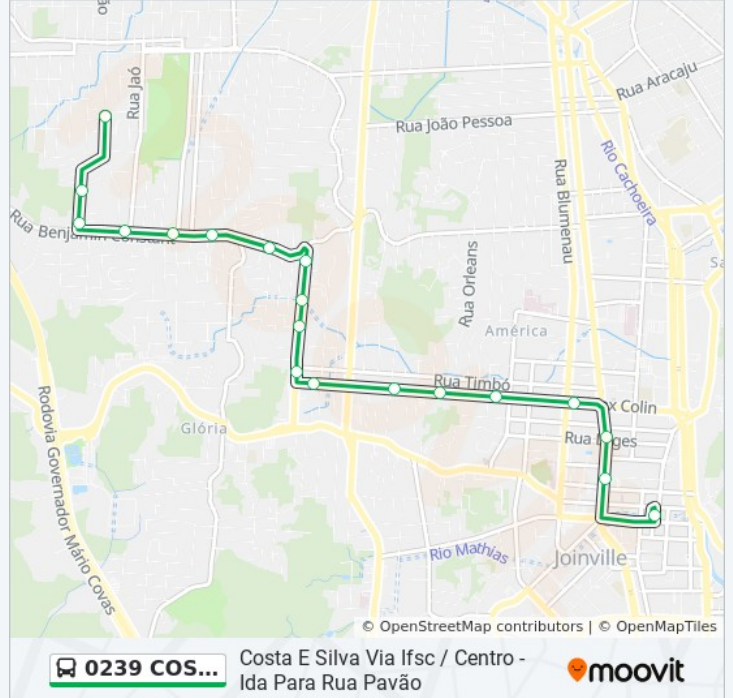 ão
Rua Jaó
Rua Aracaju
Rua João Pessoa
Rio Cachoeira
Rua Blumenau
Rua Benjamin Constant
Rua Orleans
Sa
América
Rua Timbó
x Colin
Rodovia Governador Mário Covas
Glória
Rua Lages
Rio Mathias
Joinville
© OpenStreetMap contributors | © OpenMapTiles
0239 COS...
Costa E Silva Via Ifsc / Centro -
Ida Para Rua Pavão
moovit